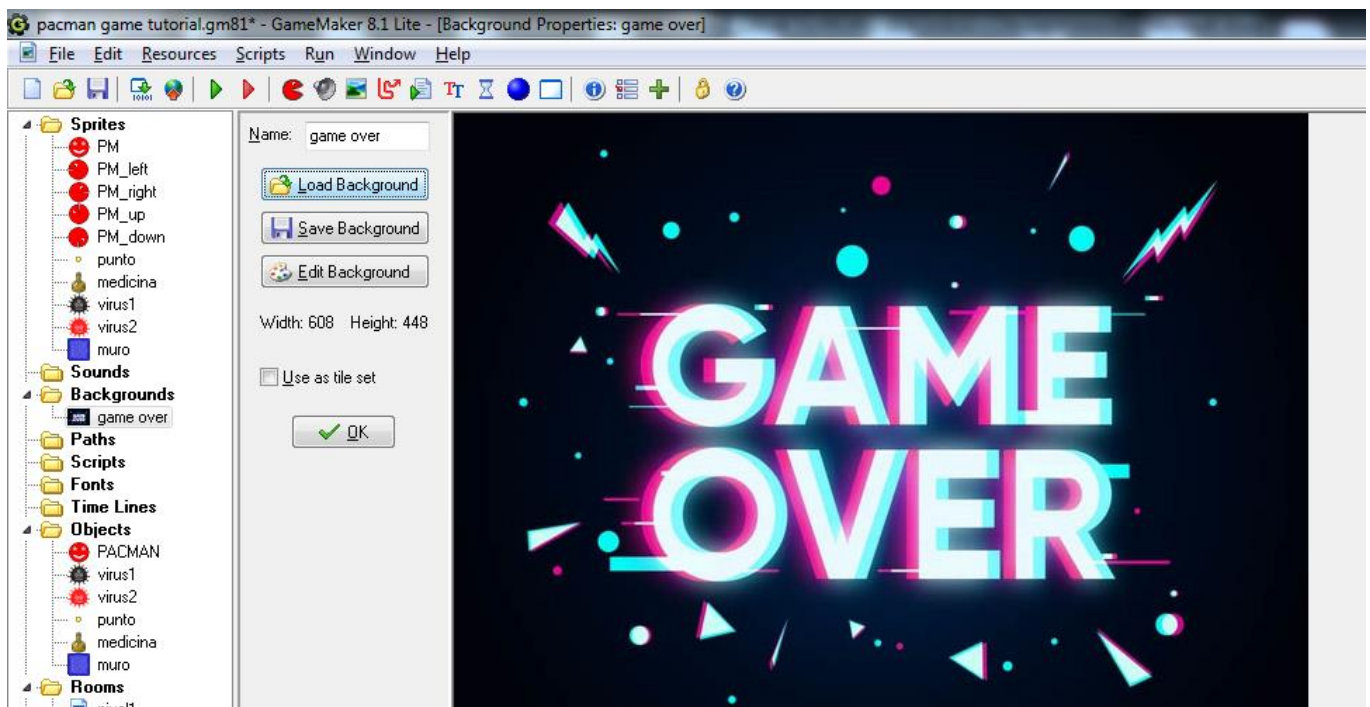 pacman game tutorial.gm81* - GameMaker 8.1 Lite - [Background Properties: game over]
File Edit Resources Scripts Run Window Help
Sprites
PM
PM_left
PM_right
PM_up
PM_down
punto
medicina
virus1
virus2
muro
Sounds
Backgrounds
game over
Paths
Scripts
Fonts
Time Lines
Objects
PACMAN
virus1
virus2
punto
medicina
muro
Rooms
Name: game over
Load Background
Save Background
Edit Background
Width: 608 Height: 448
Use as tile set
OK
GAME
OVER